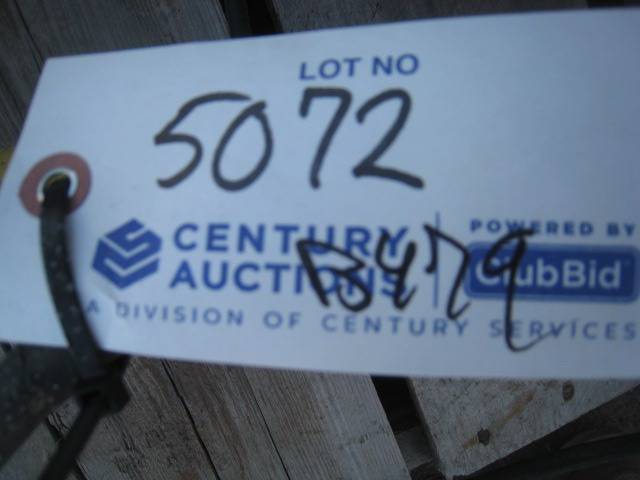 LOT NO
5072
CENTURY AUCTIONS
POWERED BY
ClubBid
B479
A DIVISION OF CENTURY SERVICES